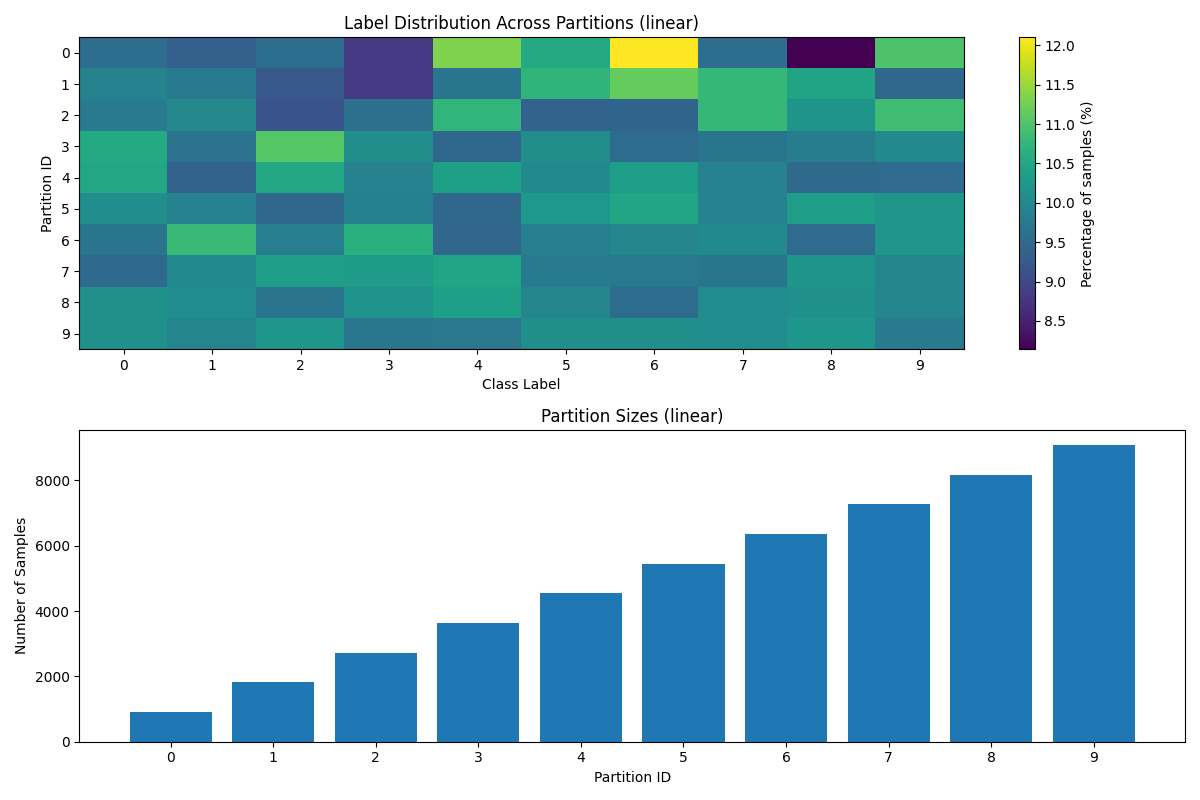 Label Distribution Across Partitions (linear)
Partition ID
0
1
2
3
4
5
6
7
8
9
0 1 2 3 4 5 6 7 8 9
Class Label
12.0
11.5
11.0
10.5
10.0
9.5
9.0
8.5
Percentage of samples (%)
Partition Sizes (linear)
Number of Samples
8000
6000
4000
2000
0
0 1 2 3 4 5 6 7 8 9
Partition ID